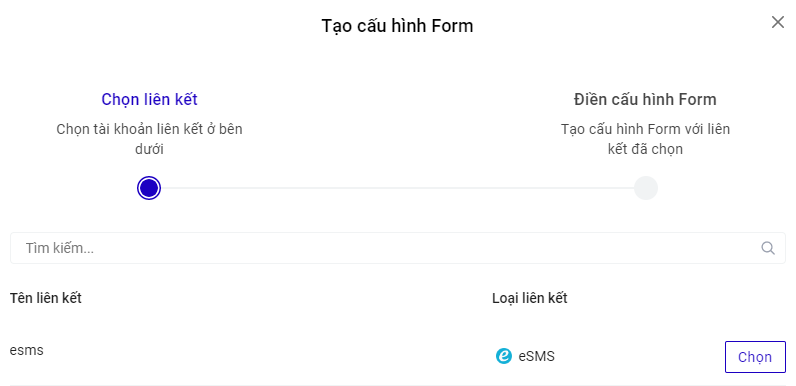 Tạo cấu hình Form
Chọn liên kết
Chọn tài khoản liên kết ở bên
dưới
Điền cấu hình Form
Tạo cấu hình Form với liên
kết đã chọn
Tìm kiếm...
Tên liên kết
Loại liên kết
esms
eSMS
Chọn